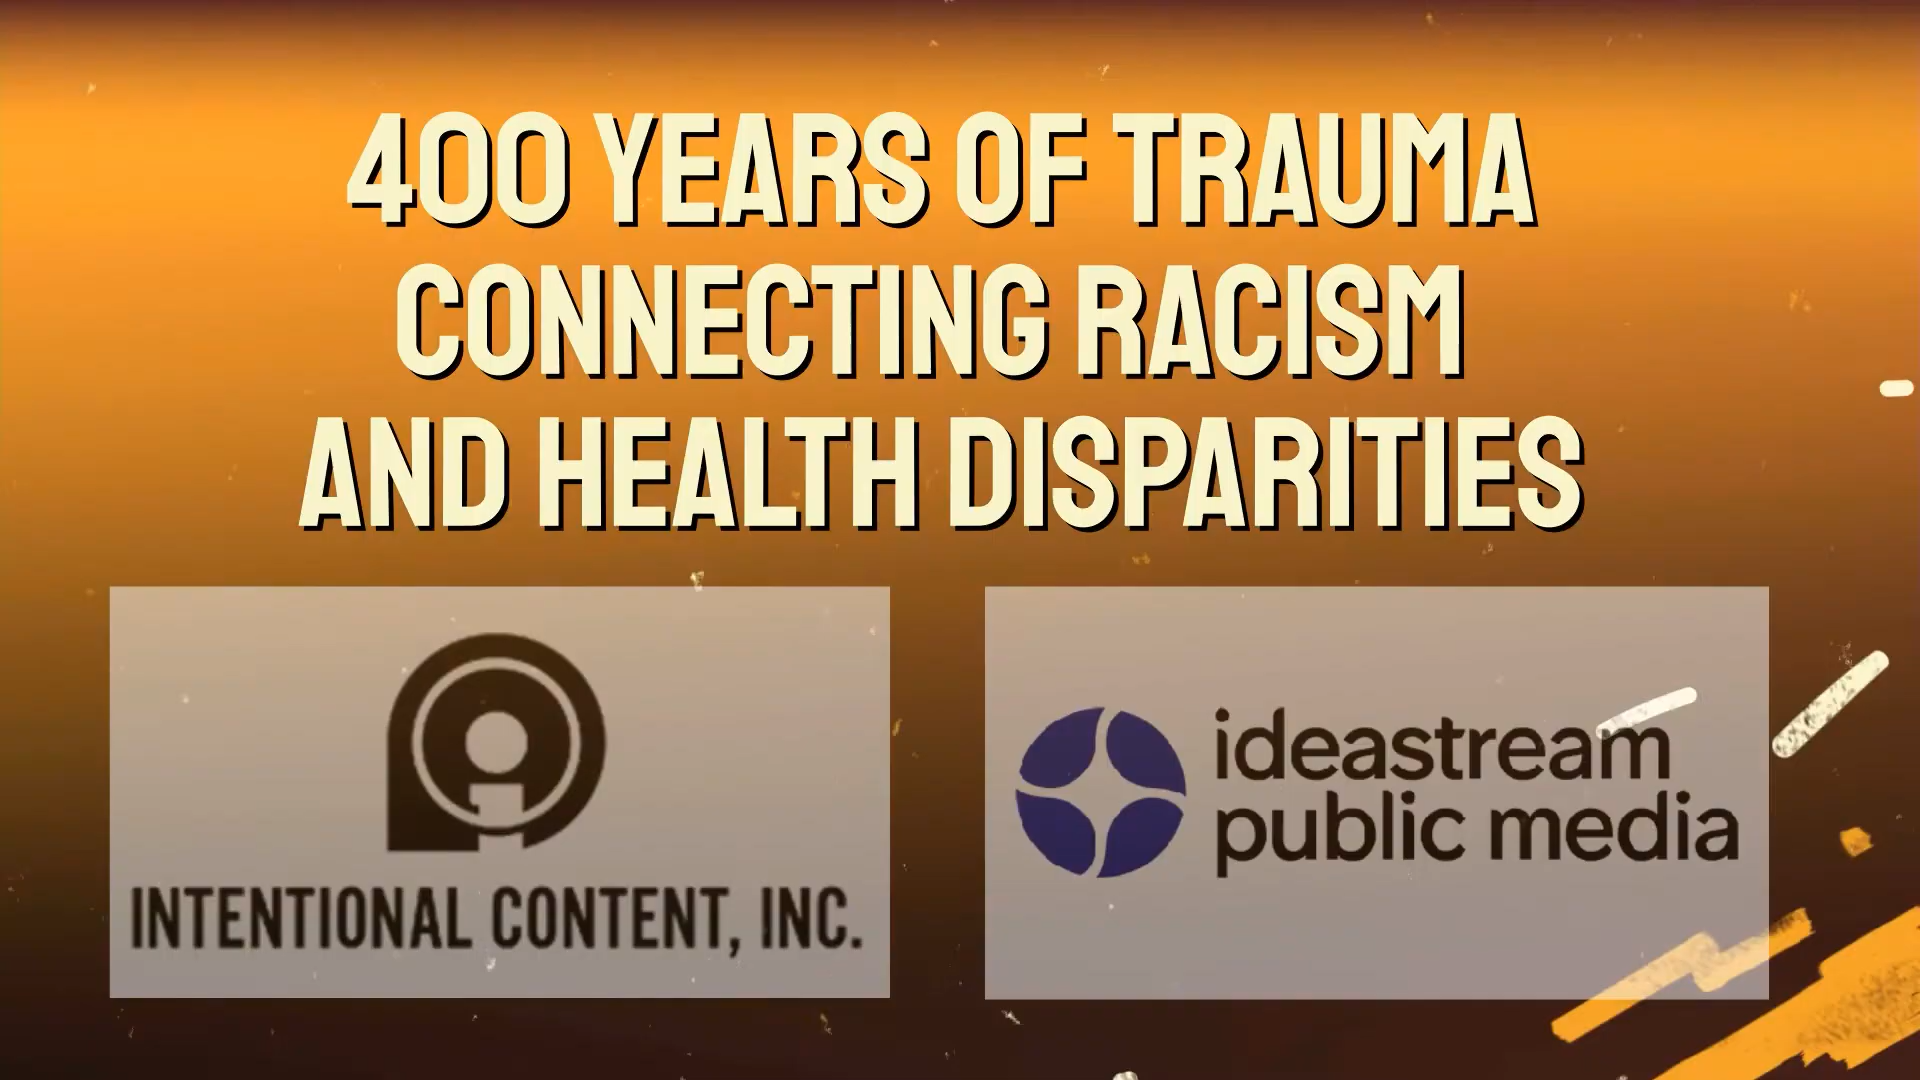 400 YEARS OF TRAUMA
CONNECTING RACISM
AND HEALTH DISPARITIES
INTENTIONAL CONTENT, INC.
ideastream
public media